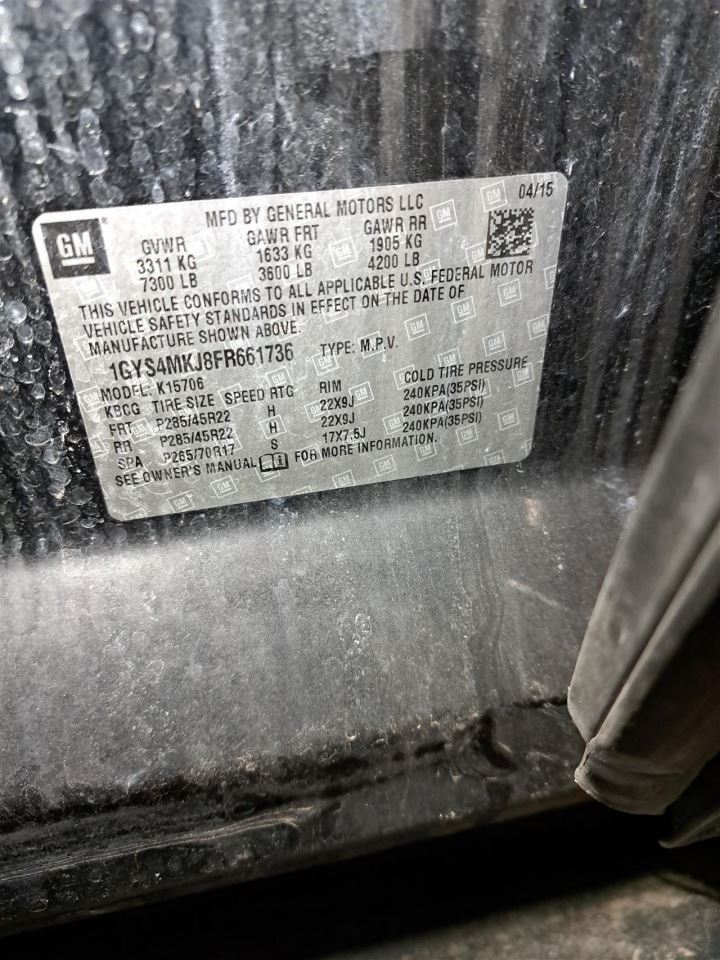 GM
MFD BY GENERAL MOTORS LLC 04/15
GVWR GAWR FRT GAWR RR
3311 KG 1633 KG 1905 KG
7300 LB 3600 LB 4200 LB
THIS VEHICLE CONFORMS TO ALL APPLICABLE U.S. FEDERAL MOTOR
VEHICLE SAFETY STANDARDS IN EFFECT ON THE DATE OF
MANUFACTURE SHOWN ABOVE.
1GYS4MKJ8FR661736 TYPE: M.P.V.
MODEL: K15706
KBCG TIRE SIZE SPEED RTG RIM COLD TIRE PRESSURE
FRT P285/45R22 H 22X9J 240KPA(35PSI)
RR P285/45R22 H 22X9J 240KPA(35PSI)
SPA P265/70R17 S 17X7.5J 240KPA(35PSI)
SEE OWNER'S MANUAL FOR MORE INFORMATION.